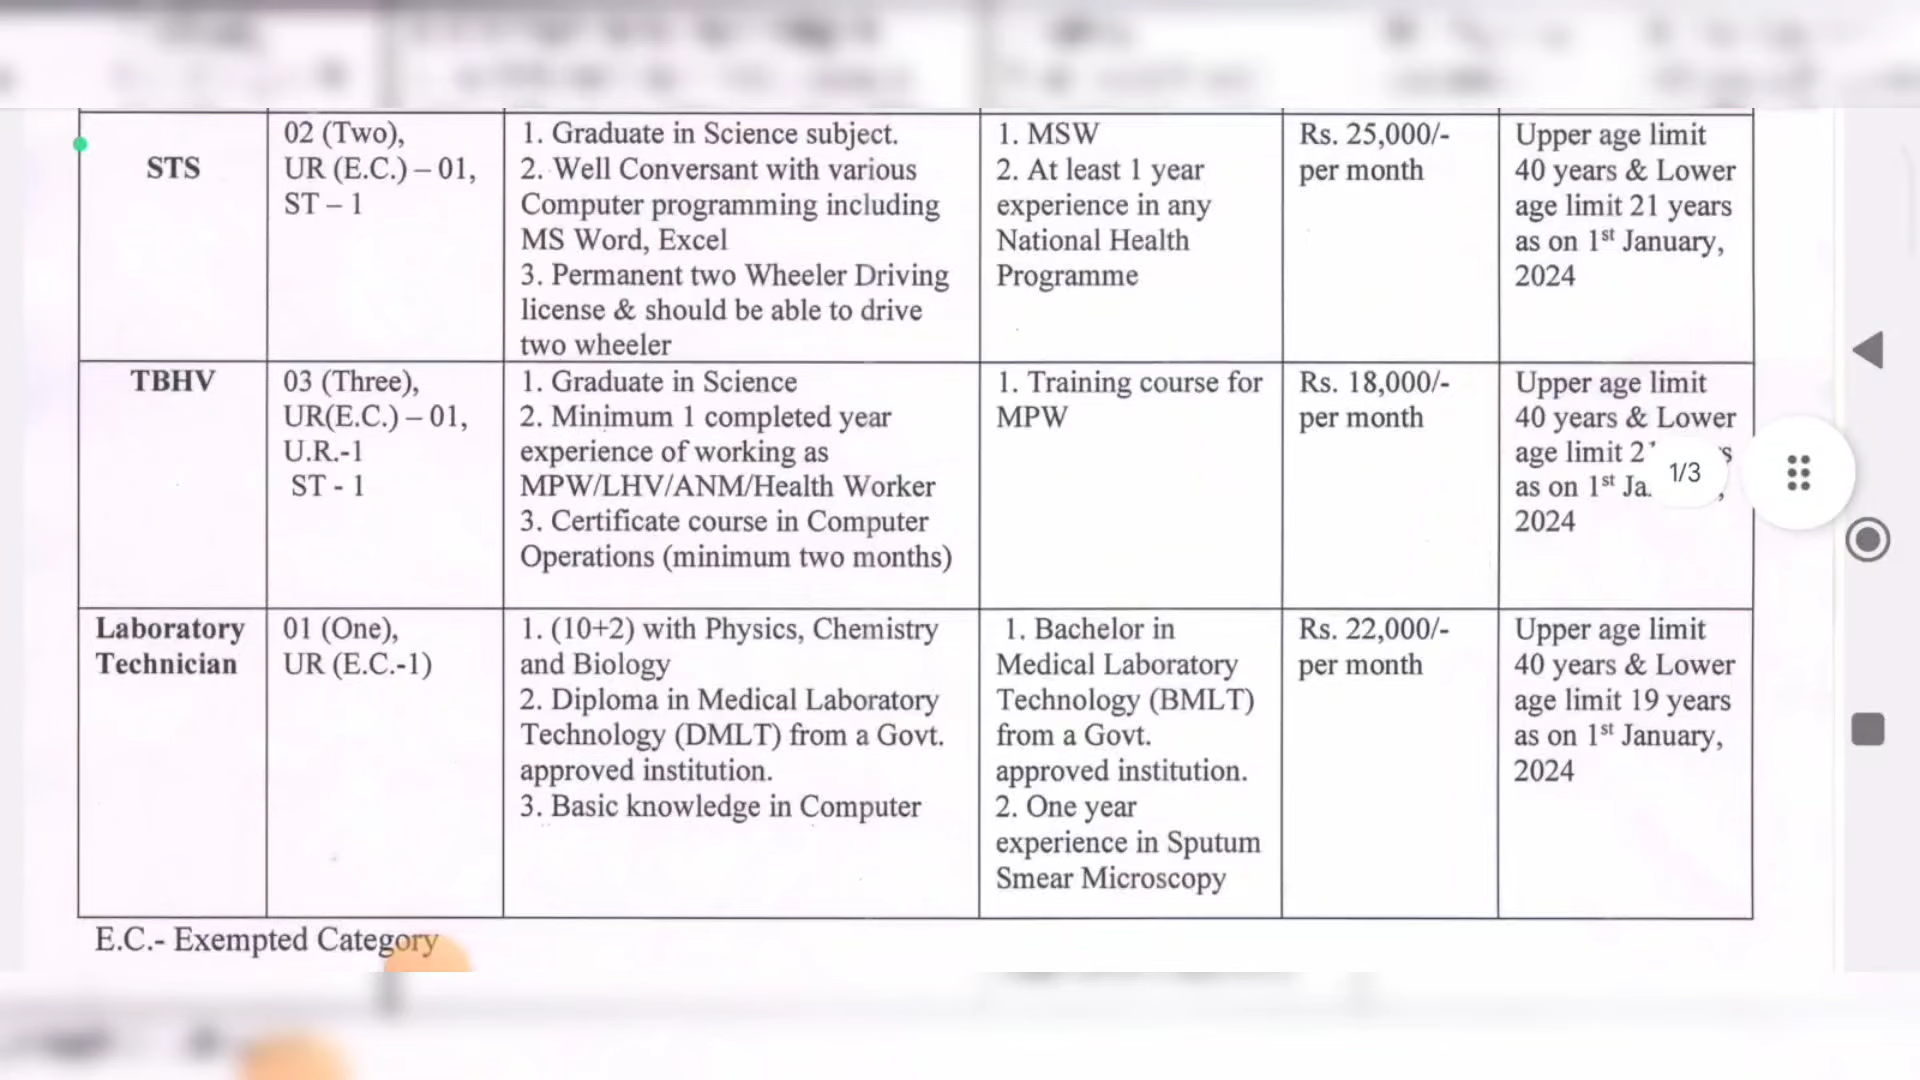 STS
02 (Two),
UR (E.C.) – 01,
ST – 1
1. Graduate in Science subject.
2. Well Conversant with various
Computer programming including
MS Word, Excel
3. Permanent two Wheeler Driving
license & should be able to drive
two wheeler
1. MSW
2. At least 1 year
experience in any
National Health
Programme
Rs. 25,000/-
per month
Upper age limit
40 years & Lower
age limit 21 years
as on 1st January,
2024
TBHV
03 (Three),
UR(E.C.) – 01,
U.R.-1
ST - 1
1. Graduate in Science
2. Minimum 1 completed year
experience of working as
MPW/LHV/ANM/Health Worker
3. Certificate course in Computer
Operations (minimum two months)
1. Training course for
MPW
Rs. 18,000/-
per month
Upper age limit
40 years & Lower
age limit
as on 1st
2024
1/3
Laboratory
Technician
01 (One),
UR (E.C.-1)
1. (10+2) with Physics, Chemistry
and Biology
2. Diploma in Medical Laboratory
Technology (DMLT) from a Govt.
approved institution.
3. Basic knowledge in Computer
1. Bachelor in
Medical Laboratory
Technology (BMLT)
from a Govt.
approved institution.
2. One year
experience in Sputum
Smear Microscopy
Rs. 22,000/-
per month
Upper age limit
40 years & Lower
age limit 19 years
as on 1st January,
2024
E.C.- Exempted Category